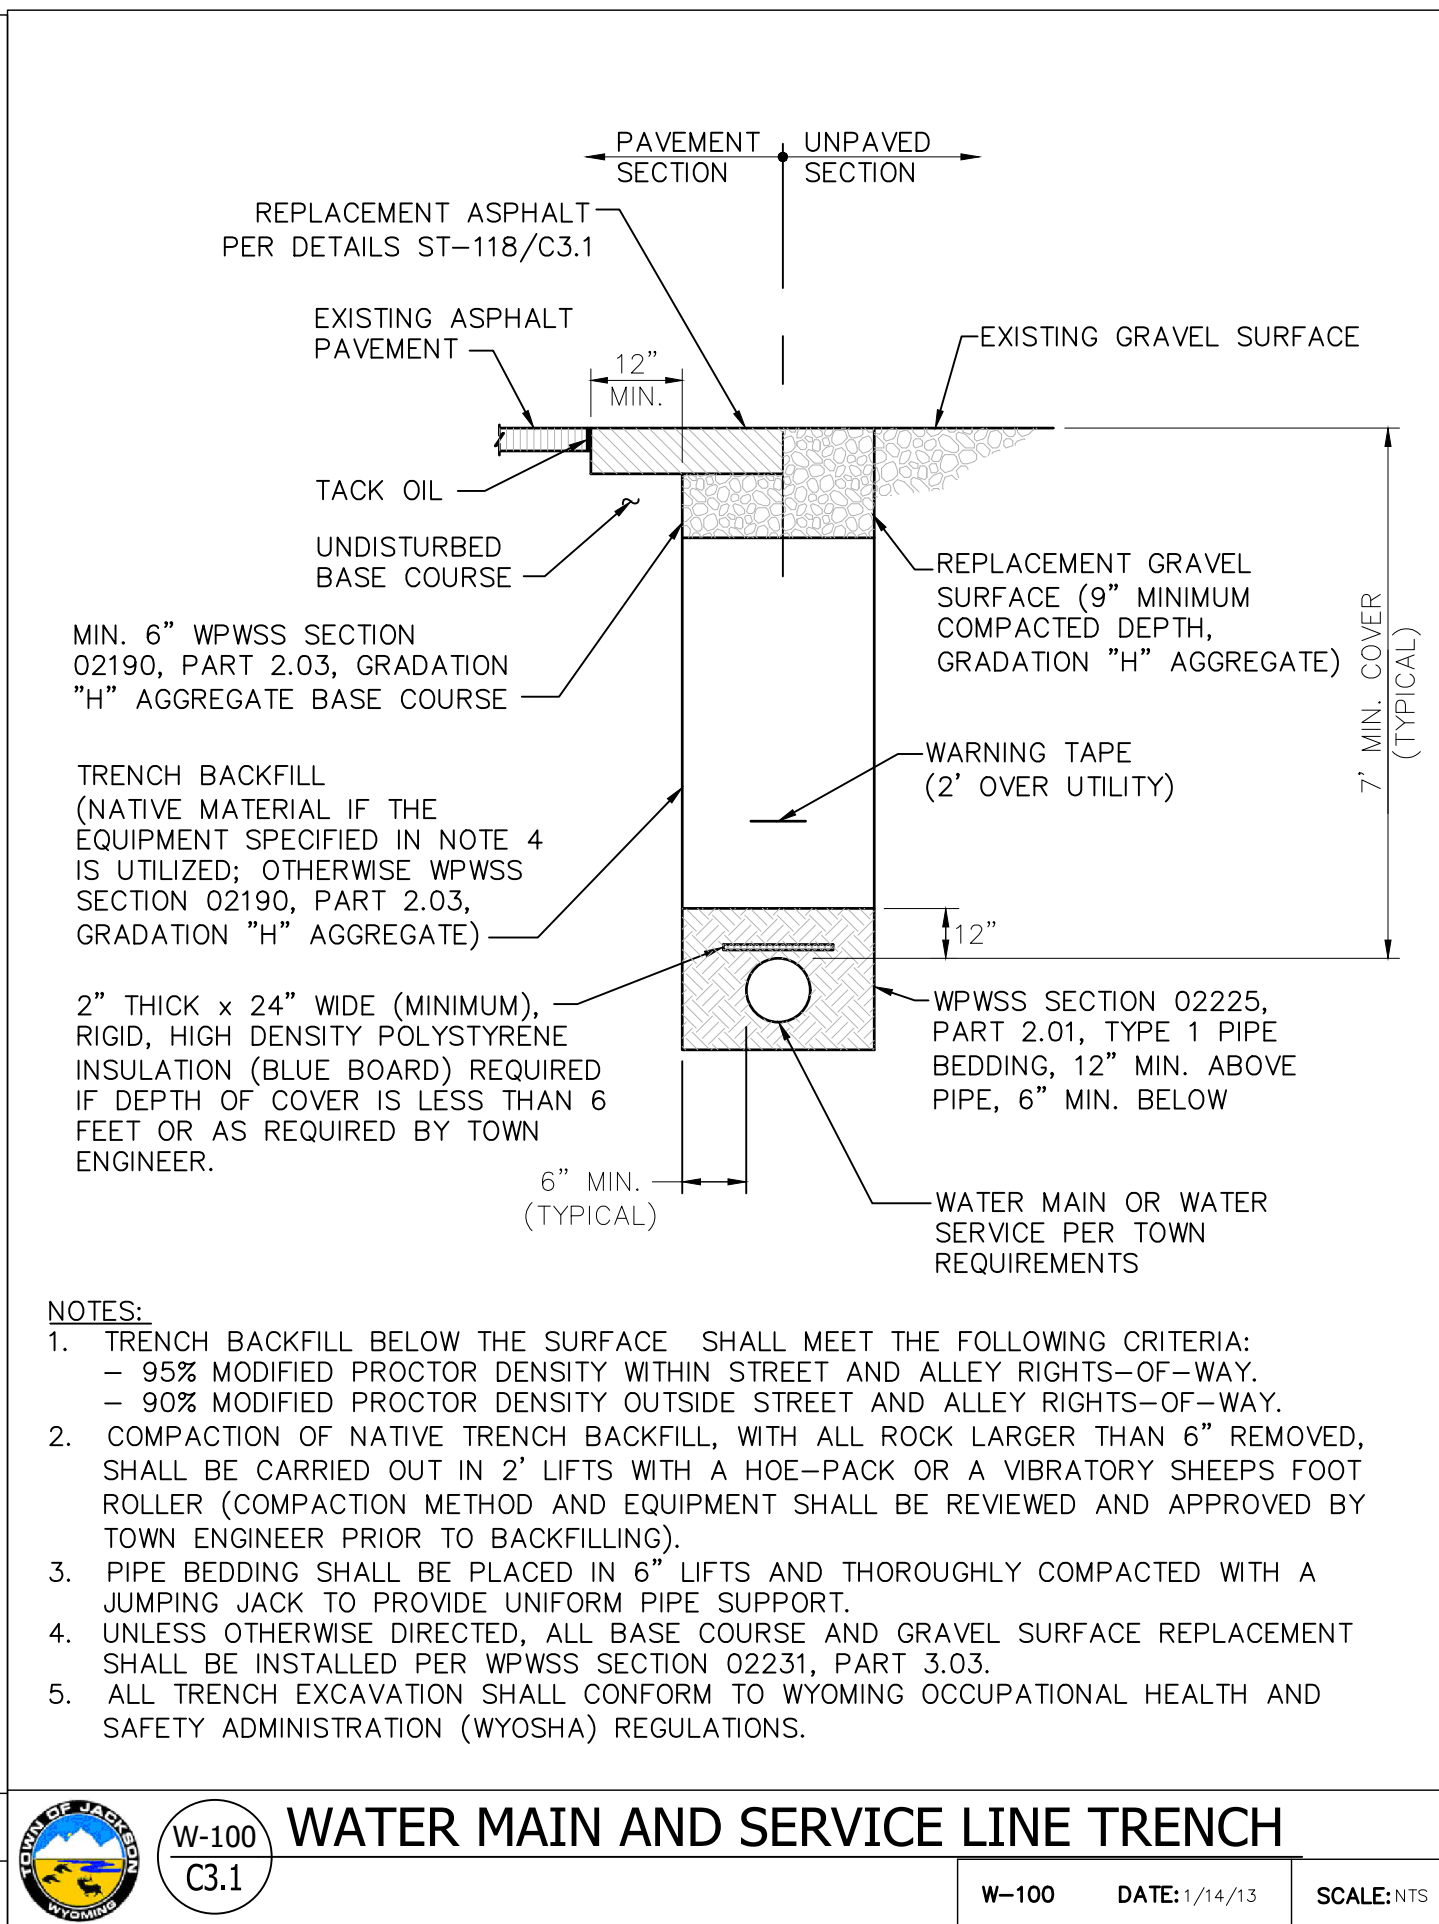 PAVEMENT
SECTION
UNPAVED
SECTION
REPLACEMENT ASPHALT
PER DETAILS ST-118/C3.1
EXISTING ASPHALT
PAVEMENT
12"
MIN.
EXISTING GRAVEL SURFACE
TACK OIL
UNDISTURBED
BASE COURSE
MIN. 6" WPWSS SECTION
02190, PART 2.03, GRADATION
"H" AGGREGATE BASE COURSE
REPLACEMENT GRAVEL
SURFACE (9" MINIMUM
COMPACTED DEPTH,
GRADATION "H" AGGREGATE)
7' MIN. COVER
(TYPICAL)
WARNING TAPE
(2' OVER UTILITY)
TRENCH BACKFILL
(NATIVE MATERIAL IF THE
EQUIPMENT SPECIFIED IN NOTE 4
IS UTILIZED; OTHERWISE WPWSS
SECTION 02190, PART 2.03,
GRADATION "H" AGGREGATE)
12"
2" THICK x 24" WIDE (MINIMUM),
RIGID, HIGH DENSITY POLYSTYRENE
INSULATION (BLUE BOARD) REQUIRED
IF DEPTH OF COVER IS LESS THAN 6
FEET OR AS REQUIRED BY TOWN
ENGINEER.
WPWSS SECTION 02225,
PART 2.01, TYPE 1 PIPE
BEDDING, 12" MIN. ABOVE
PIPE, 6" MIN. BELOW
6" MIN.
(TYPICAL)
WATER MAIN OR WATER
SERVICE PER TOWN
REQUIREMENTS
NOTES:
1. TRENCH BACKFILL BELOW THE SURFACE SHALL MEET THE FOLLOWING CRITERIA:
- 95% MODIFIED PROCTOR DENSITY WITHIN STREET AND ALLEY RIGHTS-OF-WAY.
- 90% MODIFIED PROCTOR DENSITY OUTSIDE STREET AND ALLEY RIGHTS-OF-WAY.
2. COMPACTION OF NATIVE TRENCH BACKFILL, WITH ALL ROCK LARGER THAN 6" REMOVED,
SHALL BE CARRIED OUT IN 2' LIFTS WITH A HOE-PACK OR A VIBRATORY SHEEPS FOOT
ROLLER (COMPACTION METHOD AND EQUIPMENT SHALL BE REVIEWED AND APPROVED BY
TOWN ENGINEER PRIOR TO BACKFILLING).
3. PIPE BEDDING SHALL BE PLACED IN 6" LIFTS AND THOROUGHLY COMPACTED WITH A
JUMPING JACK TO PROVIDE UNIFORM PIPE SUPPORT.
4. UNLESS OTHERWISE DIRECTED, ALL BASE COURSE AND GRAVEL SURFACE REPLACEMENT
SHALL BE INSTALLED PER WPWSS SECTION 02231, PART 3.03.
5. ALL TRENCH EXCAVATION SHALL CONFORM TO WYOMING OCCUPATIONAL HEALTH AND
SAFETY ADMINISTRATION (WYOSHA) REGULATIONS.
TOWN OF JACKSON
WYOMING
W-100
C3.1
WATER MAIN AND SERVICE LINE TRENCH
W-100 DATE: 1/14/13 SCALE: NTS